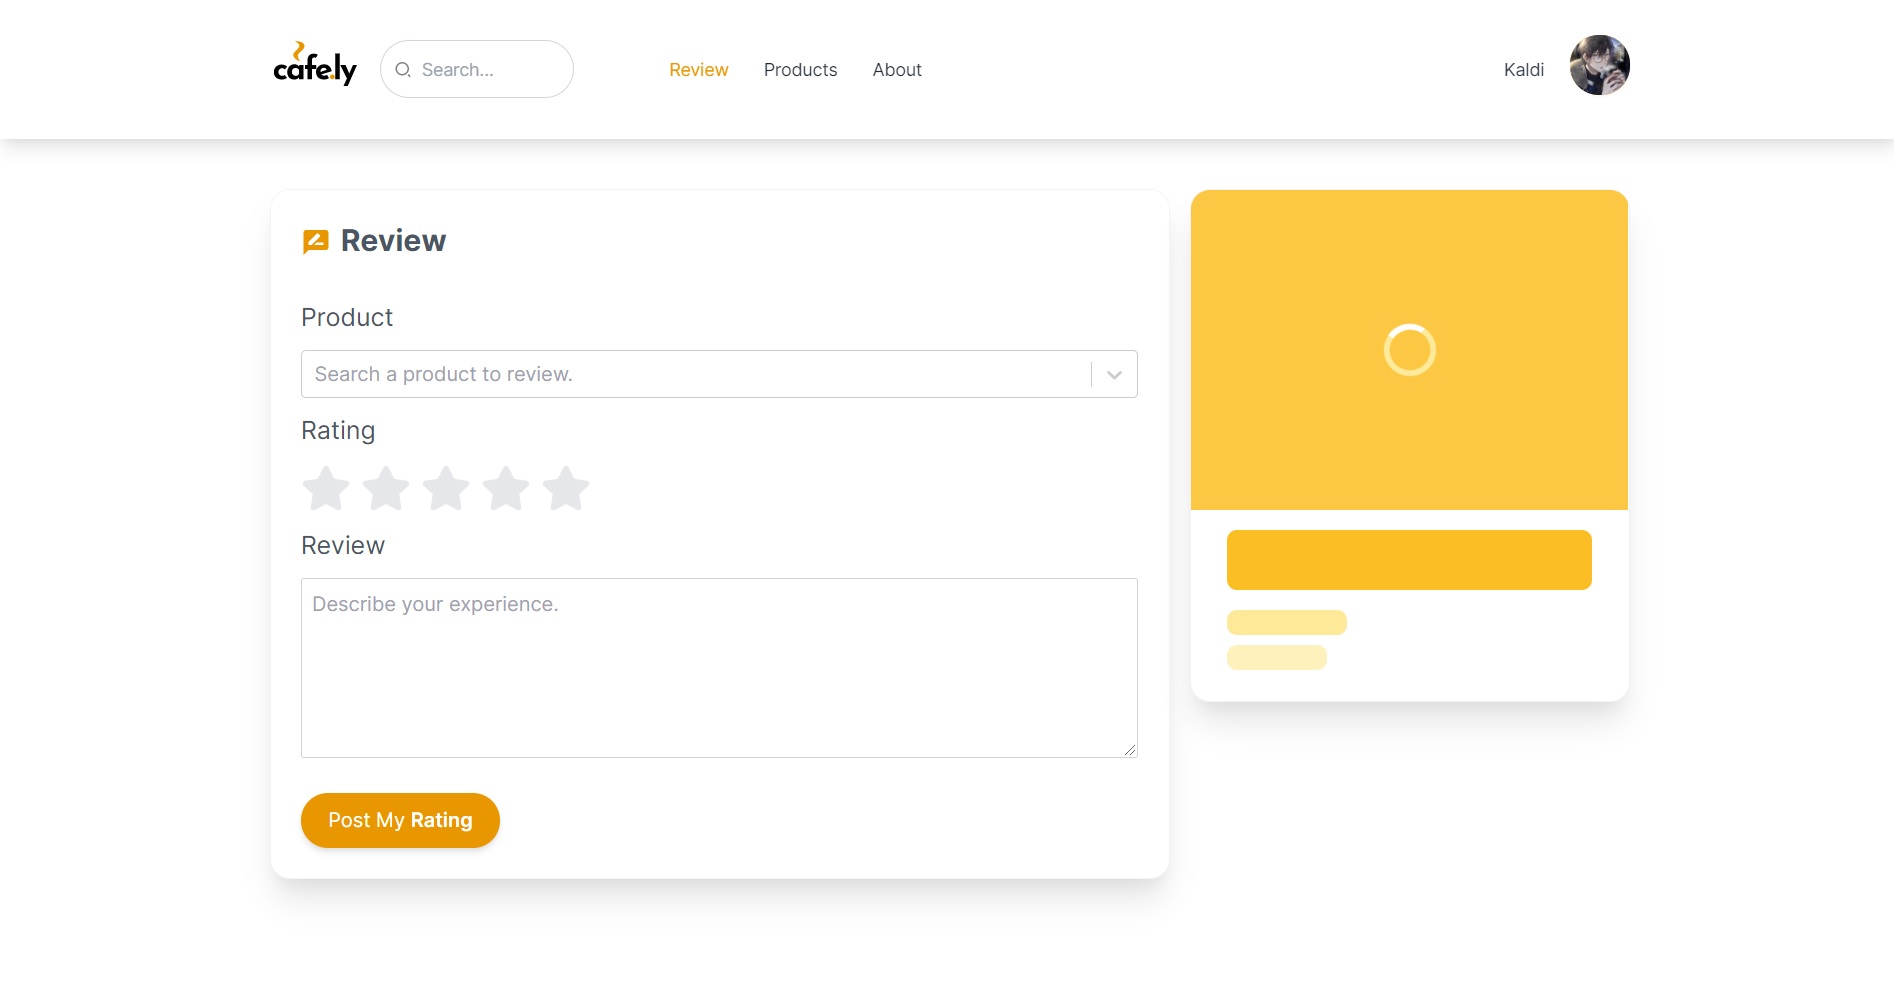 cafe.ly
Search...
Review
Products
About
Kaldi
Review
Product
Search a product to review.
Rating
Review
Describe your experience.
Post My Rating